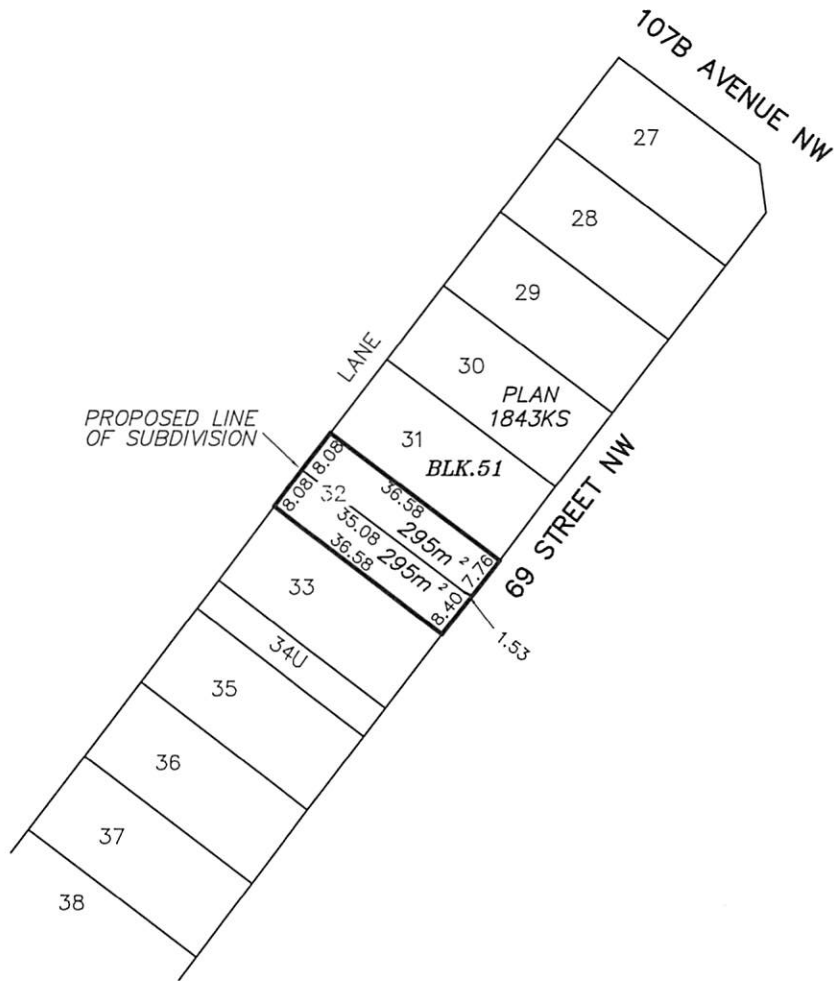 107B AVENUE NW
27
28
29
LANE
30
PLAN
1843KS
PROPOSED LINE
OF SUBDIVISION
31
BLK.51
69 STREET NW
8.08
8.08
32
36.58
295m²
35.08
295m²
36.58
7.76
8.40
1.53
33
34U
35
36
37
38